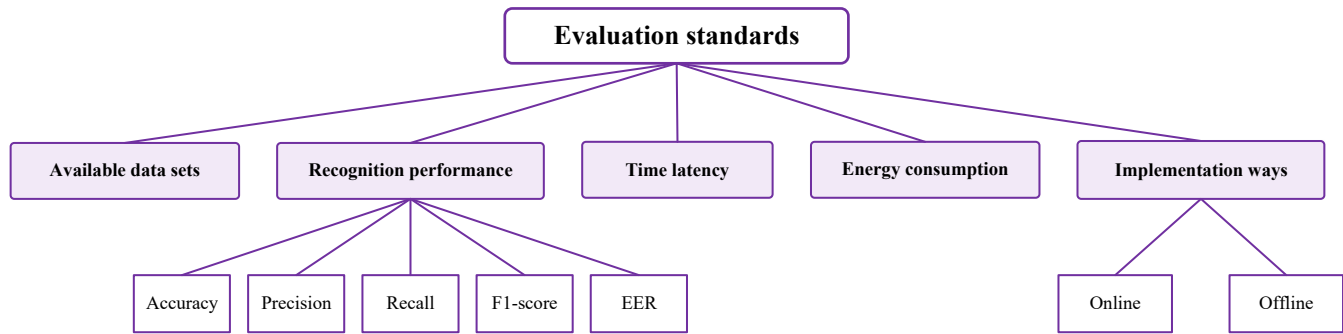 Evaluation standards
Available data sets
Recognition performance
Time latency
Energy consumption
Implementation ways
Accuracy
Precision
Recall
F1-score
EER
Online
Offline